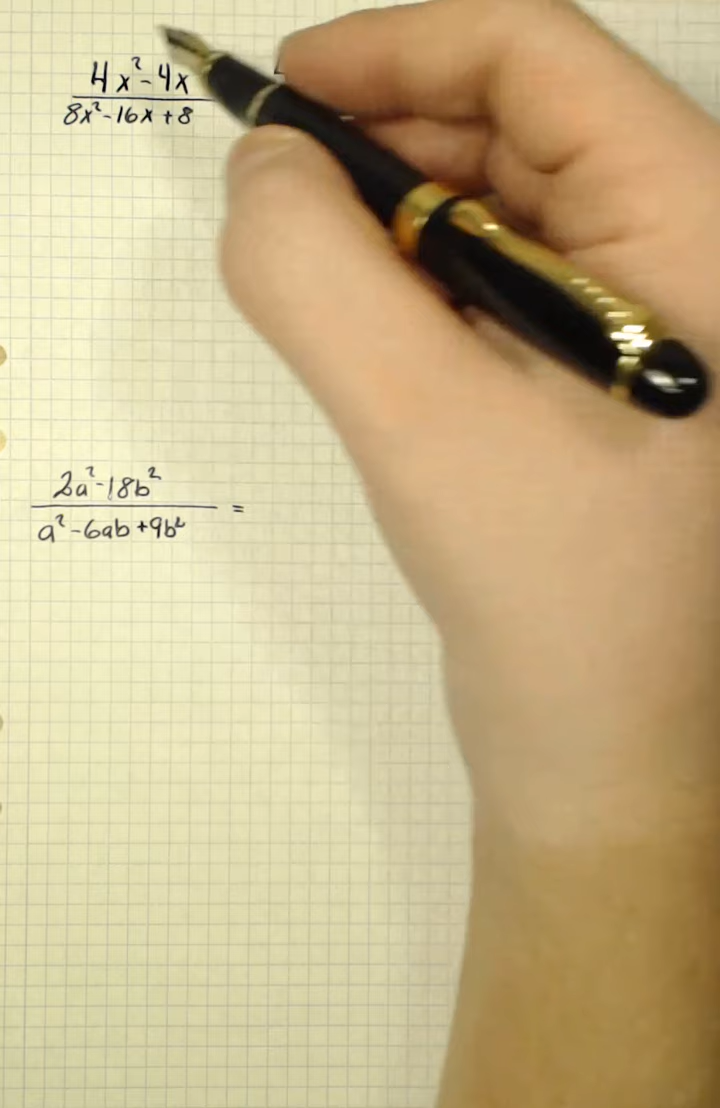 4x²-4x
8x²-16x+8
2a²-18b²
a²-6ab+9b² =